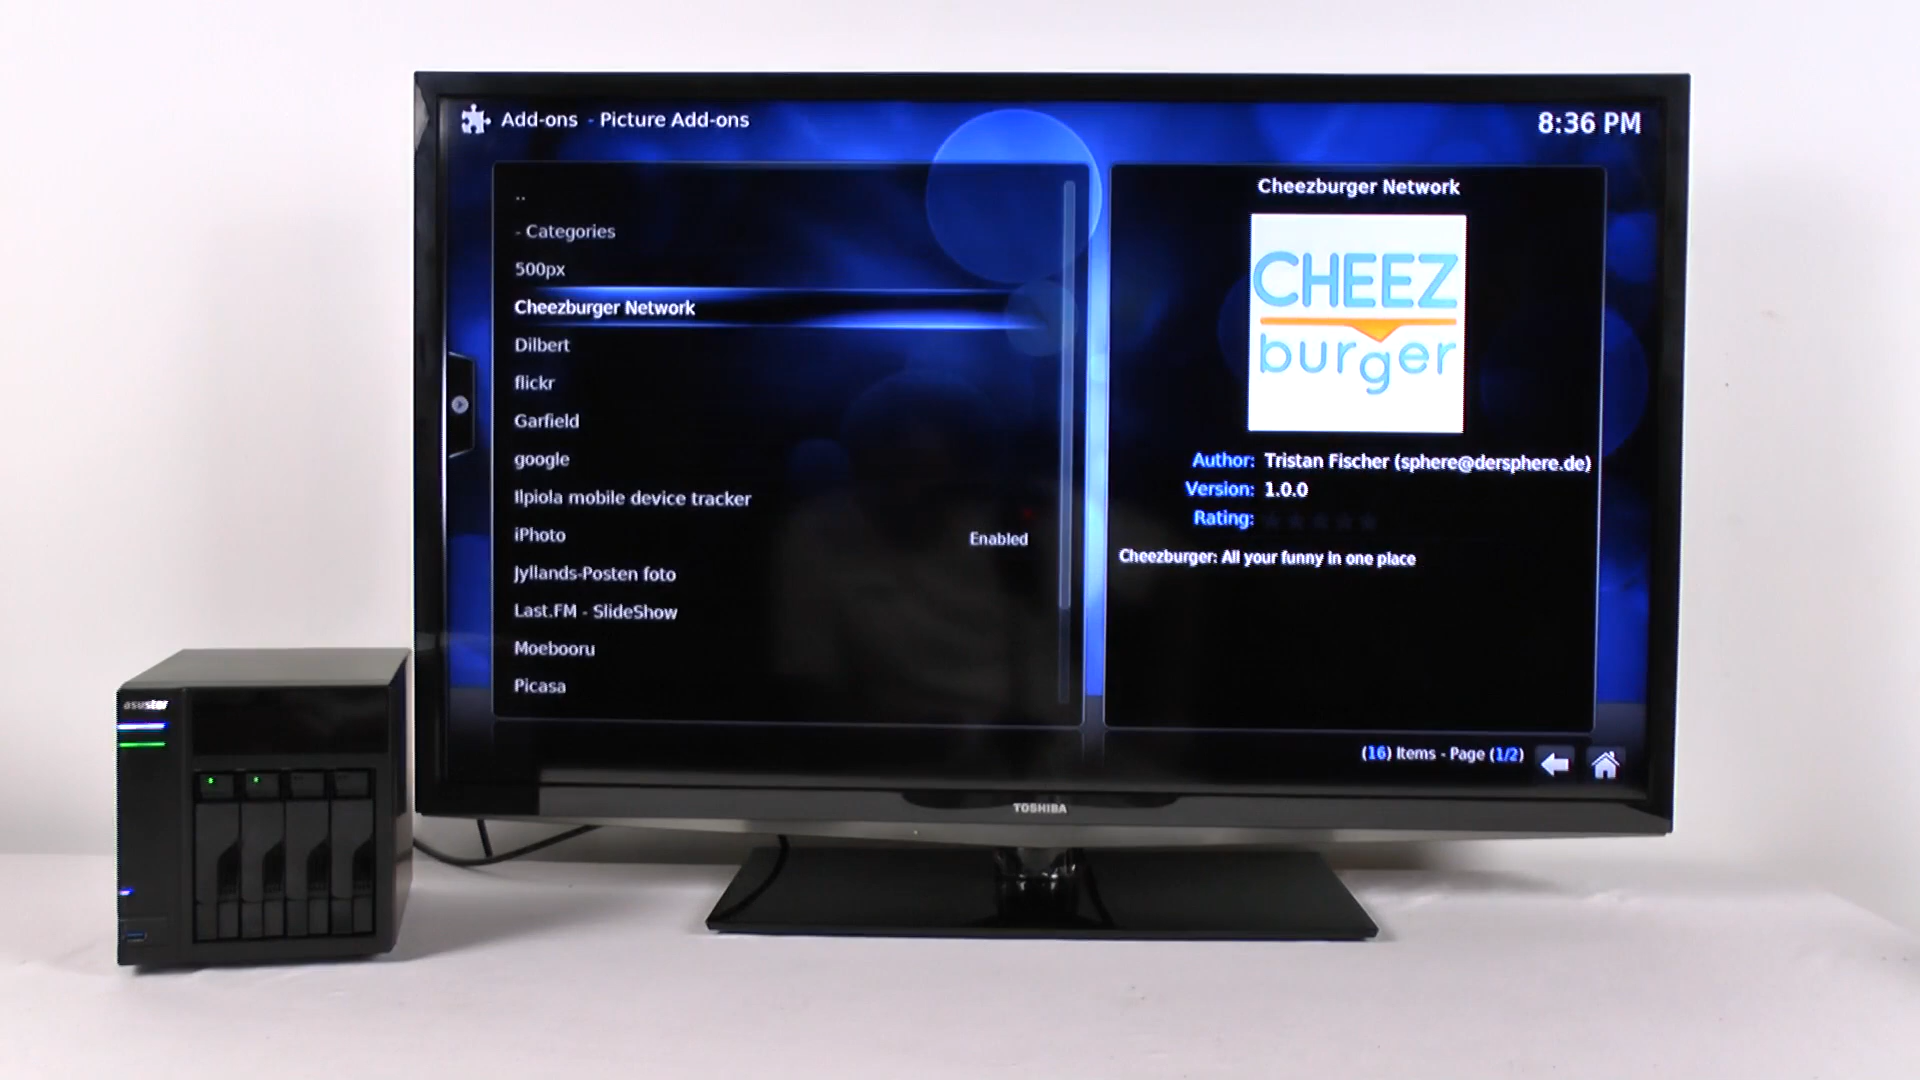 Add-ons - Picture Add-ons
8:36 PM
..
- Categories
500px
Cheezburger Network
Dilbert
flickr
Garfield
google
Ilpiola mobile device tracker
iPhoto Enabled
Jyllands-Posten foto
Last.FM - SlideShow
Moebooru
Picasa
Cheezburger Network
CHEEZ
burger
Author: Tristan Fischer (sphere@dersphere.de)
Version: 1.0.0
Rating:
Cheezburger: All your funny in one place
(16) Items - Page (1/2)
TOSHIBA
asustor